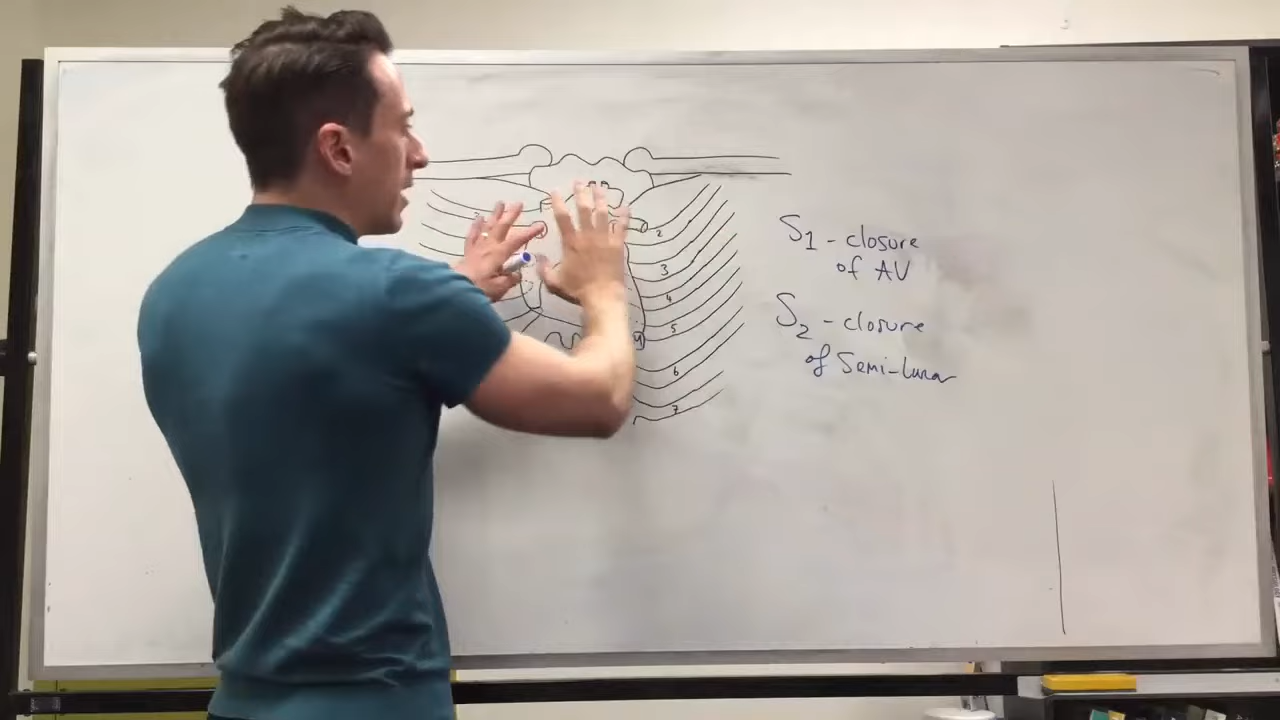 S1 - closure
of AV
S2 - closure
of Semi-Lunar
2
3
4
5
6
7